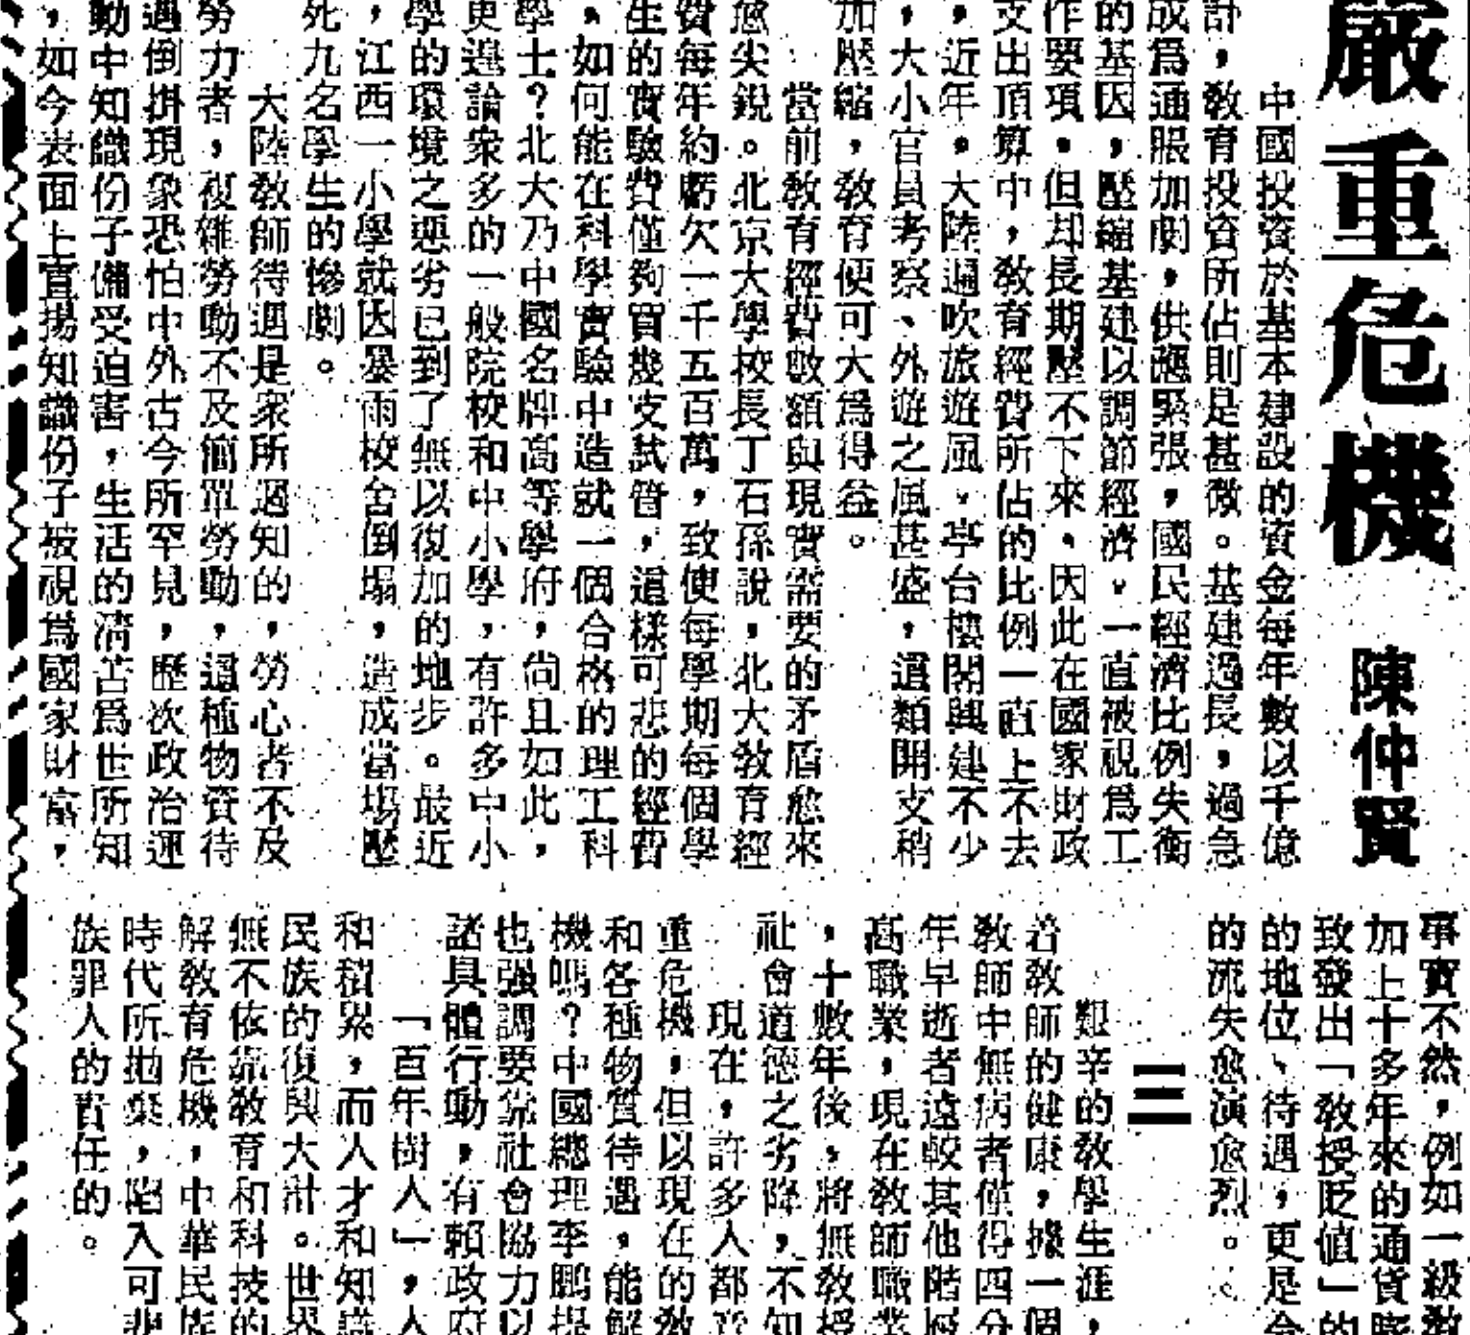 嚴重危機
陳仲賢
中國投資於基本建設的資金每年數以千億
計，教育投資所佔則是甚微。基建過長，過急
成爲通脹加劇，供應緊張，國民經濟比例失衡
的基因，壓縮基建以調節經濟，一直被視爲工
作要項。但却長期壓不下來。因此在國家財政
支出預算中，教育經費所佔的比例一直上不去
，近年，大陸遍吹旅遊風，亭台樓閣興建不少
，大小官員考察、外遊之風甚盛，這類開支稍
加壓縮，教育便可大爲得益。
當前教育經費數額與現實需要的矛盾愈來
愈尖銳。北京大學校長丁石孫說，北大教育經
費每年約虧欠一千五百萬，致使每學期每個學
生的實驗費僅夠買幾支試管，這樣可悲的經費
，如何能在科學實驗中造就一個合格的理工科
學士？北大乃中國名牌高等學府，尚且如此，
更遑論衆多的一般院校和中小學，有許多中小
學的環境之惡劣已到了無以復加的地步。最近
，江西一小學就因暴雨校舍倒塌，造成當場壓
死九名學生的慘劇。
大陸教師待遇是衆所週知的，勞心者不及
勞力者，複雜勞動不及簡單勞動，這種物資待
遇倒掛現象恐怕中外古今所罕見，歷次政治運
動中知識份子備受迫害，生活的清苦爲世所知
，如今表面上宣揚知識份子被視爲國家財富，
事實不然，例如一級教
加上十多年來的通貨膨
致發出「教授貶值」的
的地位、待遇，更是令
的流失愈演愈烈。
三
艱辛的教學生涯，
着教師的健康，據一個
教師中無病者僅得四分
年早逝者遠較其他階層
高職業，現在教師職業
，十數年後，將無教授
社會道德之劣降，不知
現在，許多人都
重危機，但以現在的教
和各種物質待遇，能解
機嗎？中國總理李鵬提
也强調要靠社會協力以
諸具體行動，有賴政府
「百年樹人」，人
和積累，而人才和知識
民族的復興大計。世界
無不依靠教育和科技的
解教育有危機，中華民族
時代所拋棄，陷入可悲
族罪人的責任的。